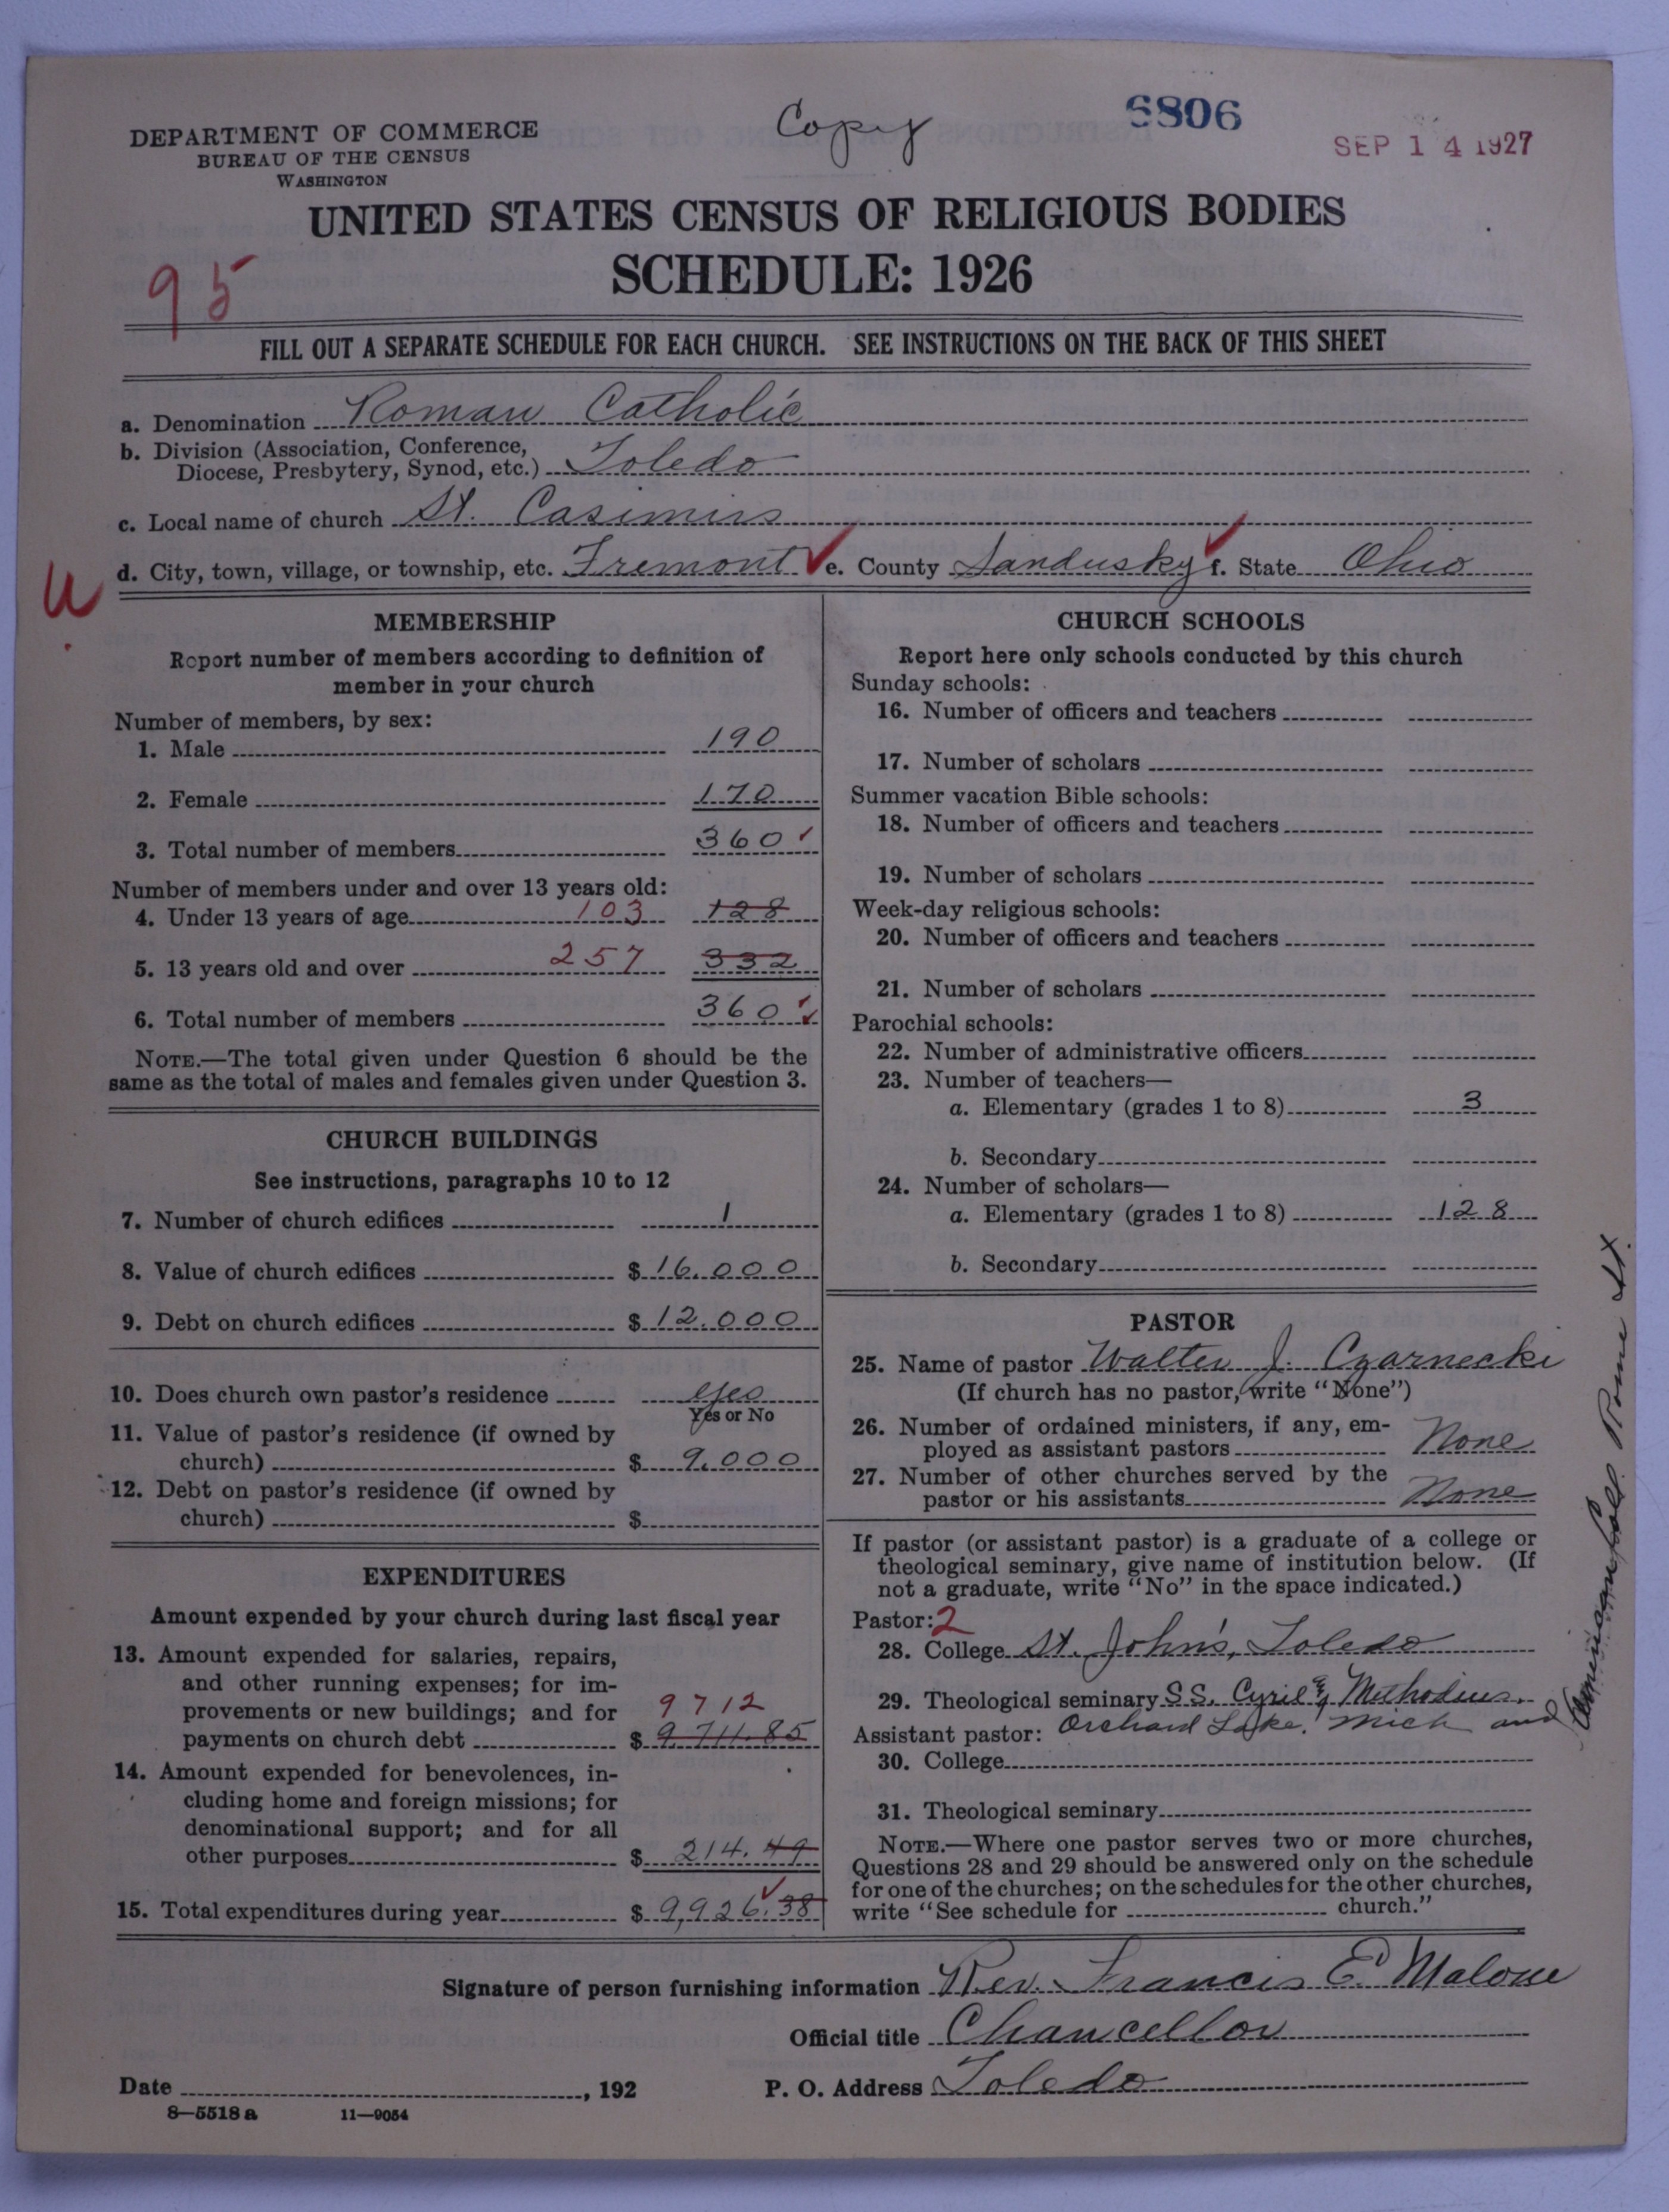 Copy
6806
SEP 14 1927
DEPARTMENT OF COMMERCE
BUREAU OF THE CENSUS
WASHINGTON
UNITED STATES CENSUS OF RELIGIOUS BODIES
SCHEDULE: 1926
95
FILL OUT A SEPARATE SCHEDULE FOR EACH CHURCH. SEE INSTRUCTIONS ON THE BACK OF THIS SHEET
a. Denomination Roman Catholic
b. Division (Association, Conference,
Diocese, Presbytery, Synod, etc.) Toledo
c. Local name of church St. Casimirs
d. City, town, village, or township, etc. Fremont e. County Sandusky f. State Ohio
MEMBERSHIP
Report number of members according to definition of
member in your church
Number of members, by sex:
1. Male 190
2. Female 170
3. Total number of members 360
Number of members under and over 13 years old:
4. Under 13 years of age 103 128
5. 13 years old and over 257 332
6. Total number of members 360
NOTE.—The total given under Question 6 should be the
same as the total of males and females given under Question 3.
CHURCH BUILDINGS
See instructions, paragraphs 10 to 12
7. Number of church edifices 1
8. Value of church edifices $ 16.000
9. Debt on church edifices $ 12.000
10. Does church own pastor's residence yes
Yes or No
11. Value of pastor's residence (if owned by
church) $ 9.000
12. Debt on pastor's residence (if owned by
church) $
EXPENDITURES
Amount expended by your church during last fiscal year
13. Amount expended for salaries, repairs,
and other running expenses; for im-
provements or new buildings; and for 9712
payments on church debt $ 9.711.85
14. Amount expended for benevolences, in-
cluding home and foreign missions; for
denominational support; and for all
other purposes $ 214.49
15. Total expenditures during year $ 9,926.38
CHURCH SCHOOLS
Report here only schools conducted by this church
Sunday schools:
16. Number of officers and teachers
17. Number of scholars
Summer vacation Bible schools:
18. Number of officers and teachers
19. Number of scholars
Week-day religious schools:
20. Number of officers and teachers
21. Number of scholars
Parochial schools:
22. Number of administrative officers
23. Number of teachers—
a. Elementary (grades 1 to 8) 3
b. Secondary
24. Number of scholars—
a. Elementary (grades 1 to 8) 128
b. Secondary
PASTOR
25. Name of pastor Walter J. Czarnecki
(If church has no pastor, write "None")
26. Number of ordained ministers, if any, em-
ployed as assistant pastors None
27. Number of other churches served by the
pastor or his assistants None
If pastor (or assistant pastor) is a graduate of a college or
theological seminary, give name of institution below. (If
not a graduate, write "No" in the space indicated.)
Pastor: 2
28. College St. John's, Toledo
29. Theological seminary S.S. Cyril & Methodius.
Assistant pastor: Orchard Lake. Mich and
American Coll. Rome It.
30. College
31. Theological seminary
NOTE.—Where one pastor serves two or more churches,
Questions 28 and 29 should be answered only on the schedule
for one of the churches; on the schedules for the other churches,
write "See schedule for church."
Signature of person furnishing information Rev. Francis E. Malone
Official title Chancellor
Date , 192 P. O. Address Toledo
8—5518 a 11—9054